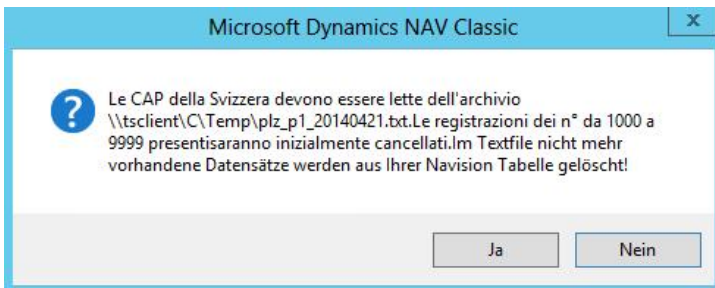 Microsoft Dynamics NAV Classic
x
Le CAP della Svizzera devono essere lette dell'archivio
\\tsclient\C\Temp\plz_p1_20140421.txt.Le registrazioni dei n° da 1000 a
9999 presentisaranno inizialmente cancellati.Im Textfile nicht mehr
vorhandene Datensätze werden aus Ihrer Navision Tabelle gelöscht!
Ja
Nein